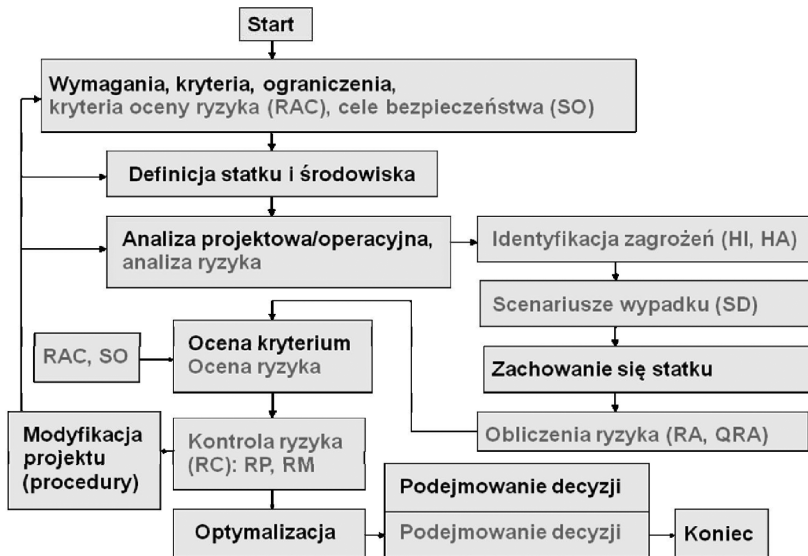 Start
Wymagania, kryteria, ograniczenia,
kryteria oceny ryzyka (RAC), cele bezpieczeństwa (SO)
Definicja statku i środowiska
Analiza projektowa/operacyjna,
analiza ryzyka
Identyfikacja zagrożeń (HI, HA)
Scenariusze wypadku (SD)
Zachowanie się statku
Obliczenia ryzyka (RA, QRA)
RAC, SO
Ocena kryterium
Ocena ryzyka
Kontrola ryzyka
(RC): RP, RM
Modyfikacja
projektu
(procedury)
Optymalizacja
Podejmowanie decyzji
Podejmowanie decyzji
Koniec